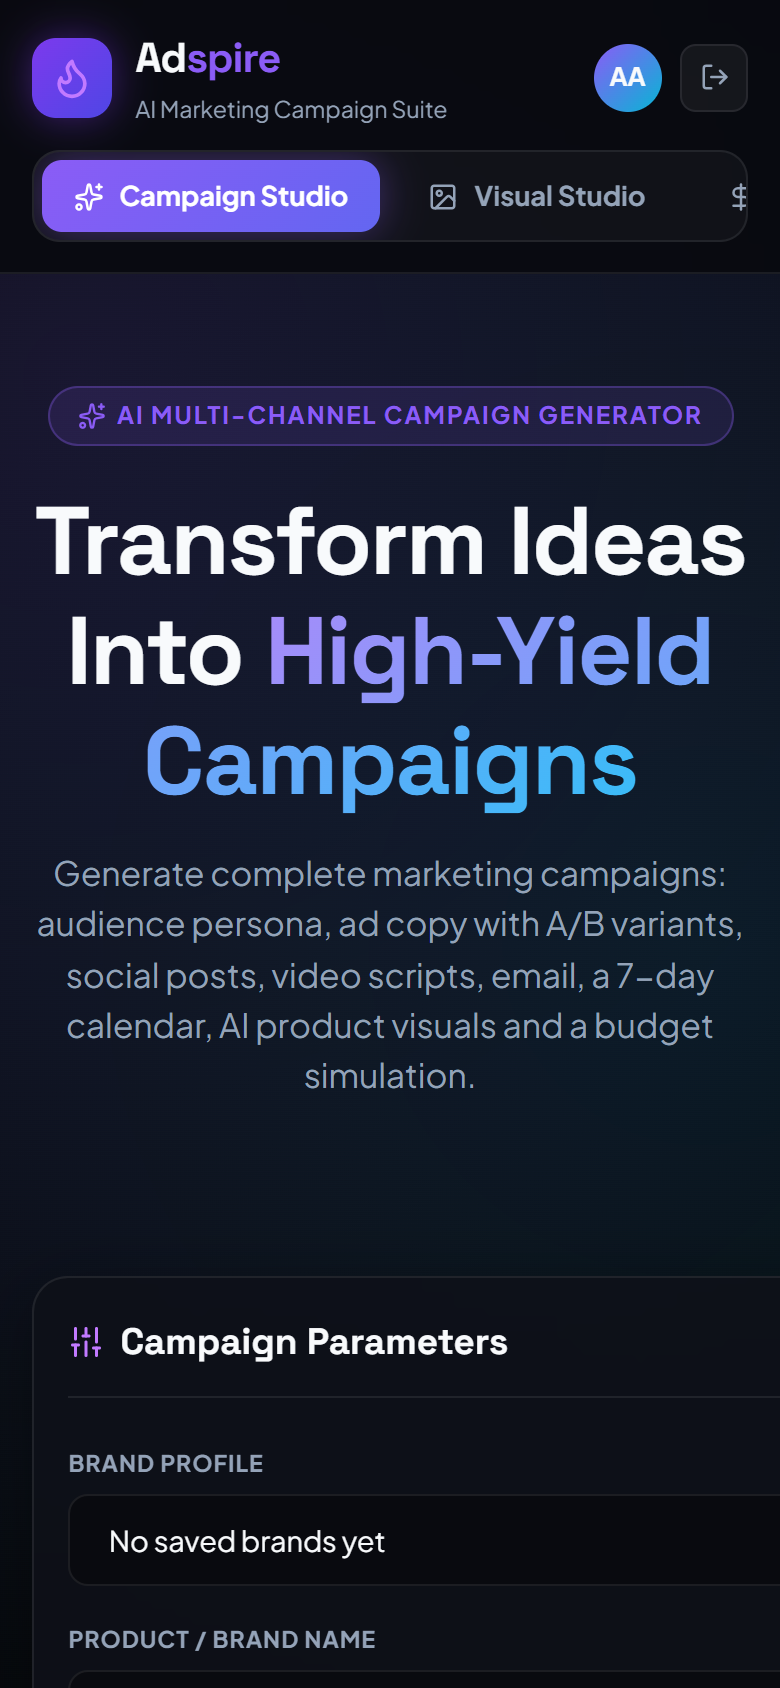 Adspire
AI Marketing Campaign Suite
AA
Campaign Studio
Visual Studio
$
AI MULTI-CHANNEL CAMPAIGN GENERATOR
Transform Ideas
Into High-Yield
Campaigns
Generate complete marketing campaigns:
audience persona, ad copy with A/B variants,
social posts, video scripts, email, a 7-day
calendar, AI product visuals and a budget
simulation.
Campaign Parameters
BRAND PROFILE
No saved brands yet
PRODUCT / BRAND NAME